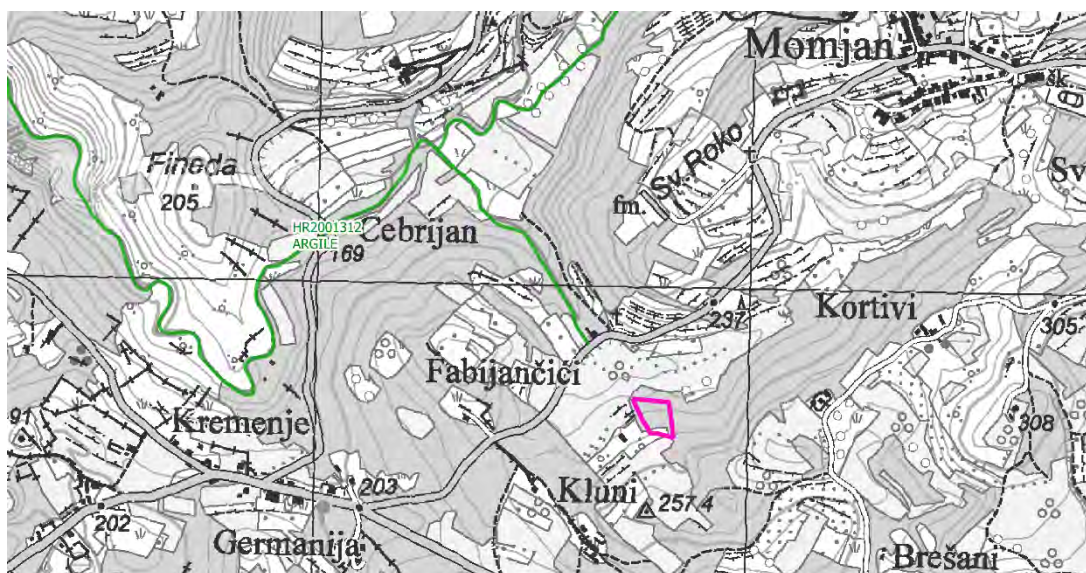 Momjan
šk
Fineda
205
Sv. Roko
fm.
Sv
HR2001312
ARGILE
Cebrijan
169
237
Kortivi
305
Fabijančići
Kremenje
91
308
203
Kluni
257.4
202
Germanija
Brešani